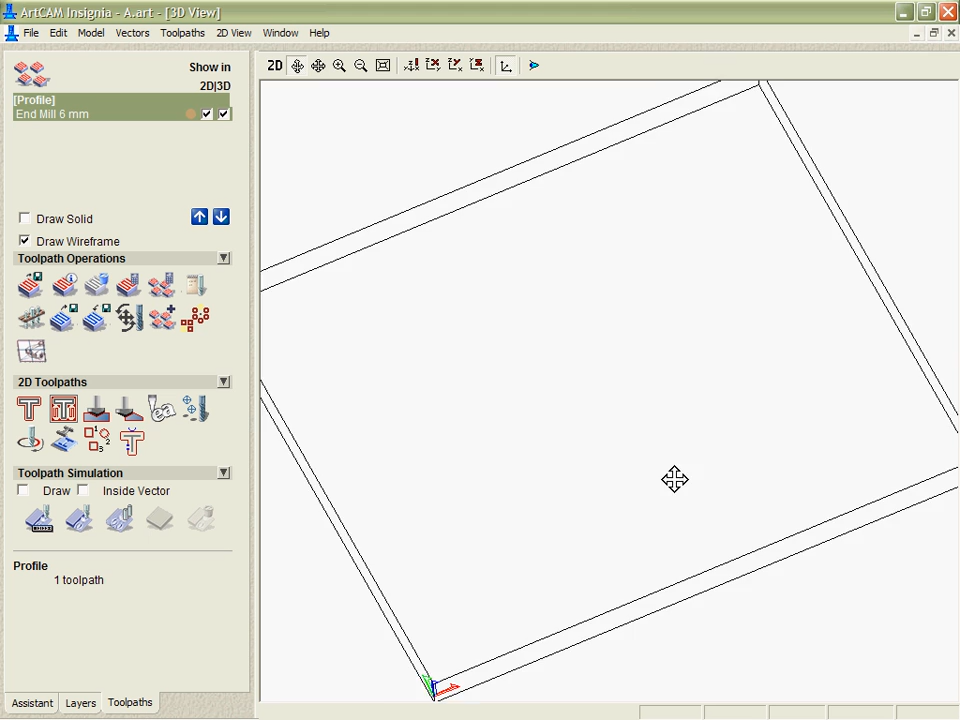 ArtCAM Insignia - A.art - [3D View]
File Edit Model Vectors Toolpaths 2D View Window Help
Show in
2D|3D
2D
[Profile]
End Mill 6 mm
Draw Solid
Draw Wireframe
Toolpath Operations
2D Toolpaths
Toolpath Simulation
Draw Inside Vector
Profile
1 toolpath
Assistant Layers Toolpaths